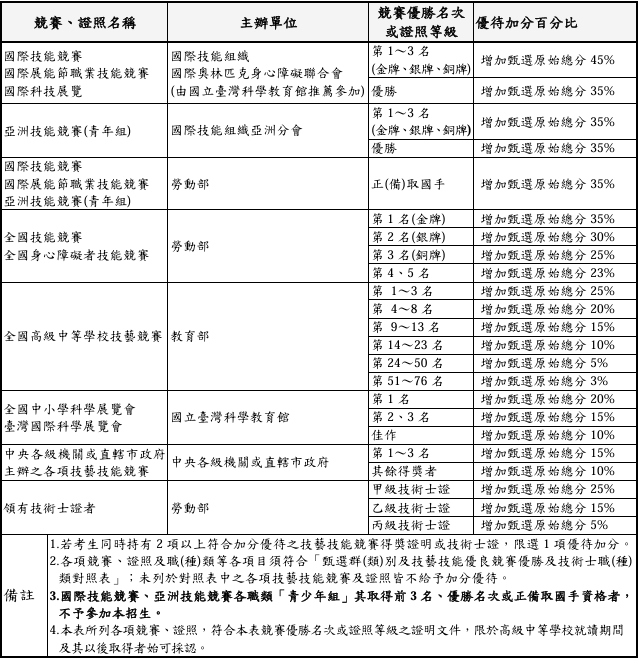 競賽、證照名稱 主辦單位 競賽優勝名次或證照等級 優待加分百分比
國際技能競賽
國際展能節職業技能競賽
國際科技展覽
國際技能組織
國際奧林匹克身心障礙聯合會
(由國立臺灣科學教育館推薦參加)
第 1～3 名
(金牌、銀牌、銅牌)
增加甄選原始總分 45%
優勝 增加甄選原始總分 35%
亞洲技能競賽(青年組) 國際技能組織亞洲分會
第 1～3 名
(金牌、銀牌、銅牌)
增加甄選原始總分 35%
優勝 增加甄選原始總分 35%
國際技能競賽
國際展能節職業技能競賽
亞洲技能競賽(青年組)
勞動部 正(備)取國手 增加甄選原始總分 35%
全國技能競賽
全國身心障礙者技能競賽
勞動部
第 1 名(金牌) 增加甄選原始總分 35%
第 2 名(銀牌) 增加甄選原始總分 30%
第 3 名(銅牌) 增加甄選原始總分 25%
第 4、5 名 增加甄選原始總分 23%
全國高級中等學校技藝競賽 教育部
第 1～3 名 增加甄選原始總分 25%
第 4～8 名 增加甄選原始總分 20%
第 9～13 名 增加甄選原始總分 15%
第 14～23 名 增加甄選原始總分 10%
第 24～50 名 增加甄選原始總分 5%
第 51～76 名 增加甄選原始總分 3%
全國中小學科學展覽會
臺灣國際科學展覽會
國立臺灣科學教育館
第 1 名 增加甄選原始總分 20%
第 2、3 名 增加甄選原始總分 15%
佳作 增加甄選原始總分 10%
中央各級機關或直轄市政府
主辦之各項技藝技能競賽
中央各級機關或直轄市政府
第 1～3 名 增加甄選原始總分 15%
其餘得獎者 增加甄選原始總分 10%
領有技術士證者 勞動部
甲級技術士證 增加甄選原始總分 25%
乙級技術士證 增加甄選原始總分 15%
丙級技術士證 增加甄選原始總分 5%
備註
1.若考生同時持有 2 項以上符合加分優待之技藝技能競賽得獎證明或技術士證，限選 1 項優待加分。
2.各項競賽、證照及職(種)類等各項目須符合「甄選群(類)別及技藝技能優良競賽優勝及技術士職(種)
類對照表」；未列於對照表中之各項技藝技能競賽及證照皆不給予加分優待。
3.國際技能競賽、亞洲技能競賽各職類「青少年組」其取得前 3 名、優勝名次或正備取國手資格者，
不予參加本招生。
4.本表所列各項競賽、證照，符合本表競賽優勝名次或證照等級之證明文件，限於高級中等學校就讀期間
及其以後取得者始可採認。